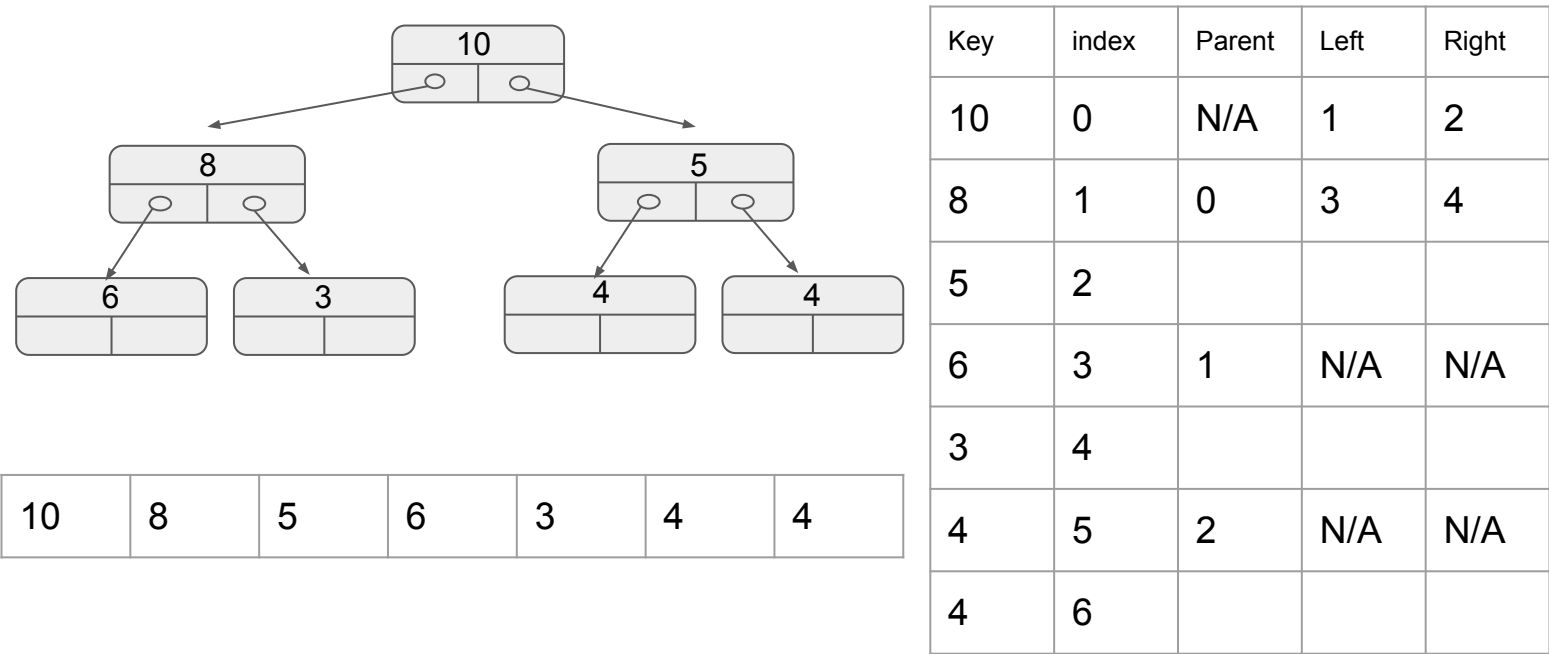 10
8 5
6 3 4 4
10 8 5 6 3 4 4
Key index Parent Left Right
10 0 N/A 1 2
8 1 0 3 4
5 2
6 3 1 N/A N/A
3 4
4 5 2 N/A N/A
4 6